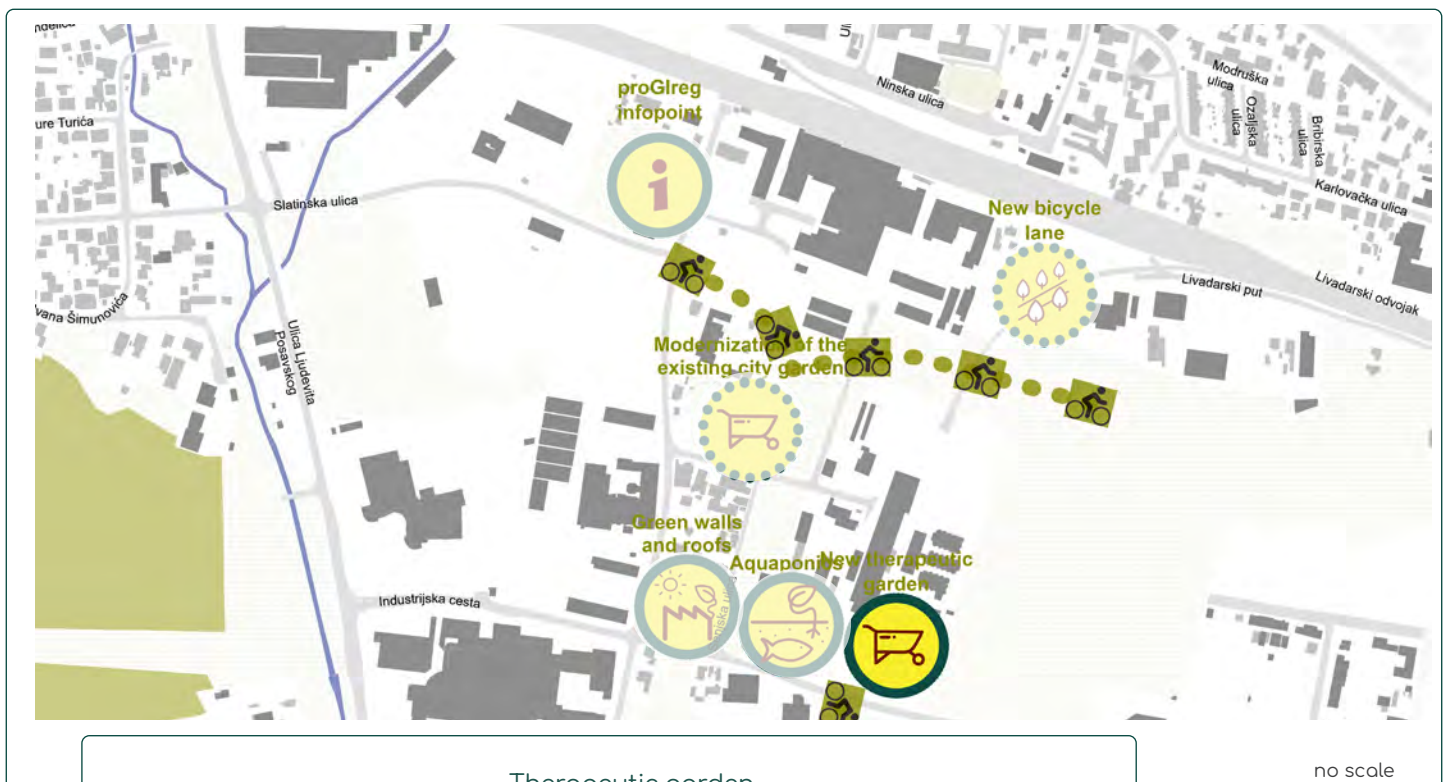 Ninska ulica
Modruška
ulica
Ozaljska
ulica
Bribirska
ulica
Karlovačka ulica
proGIreg
infopoint
ure Turića
Slatinska ulica
New bicycle
lane
Livadarski put
Livadarski odvojak
vana Šimunovića
Ulica Ljudevita
Posavskog
Modernization of the
existing city garden
Green walls
and roofs
Aquaponics
New therapeutic
garden
Industrijska cesta
Therapeutic garden
no scale